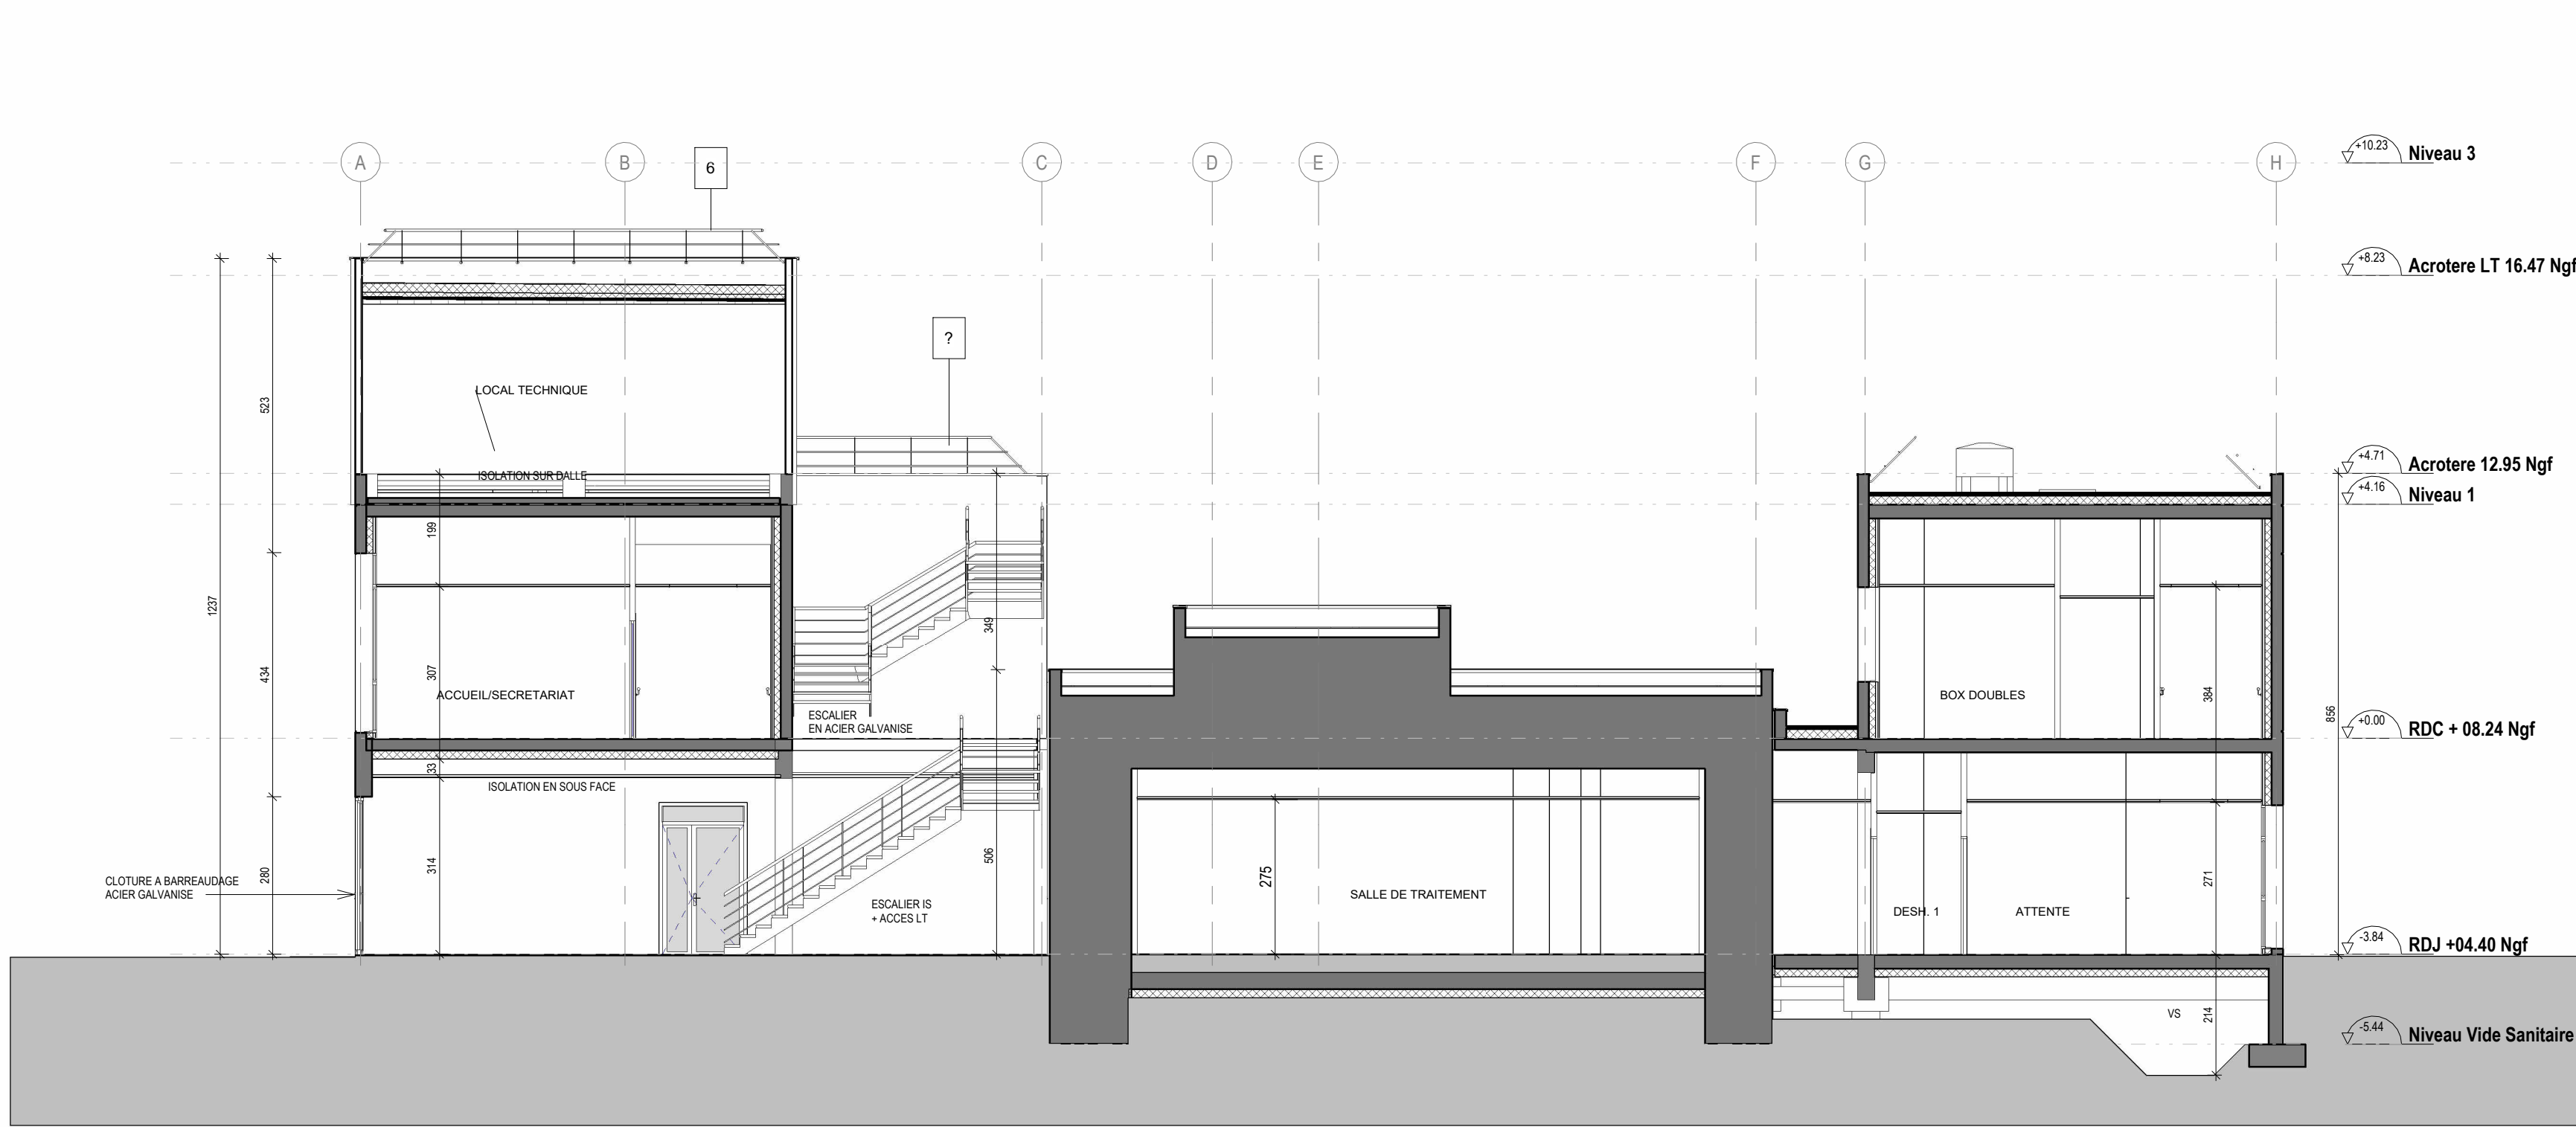 A
B
C
D
E
F
G
H
6
?
+10.23
Niveau 3
+8.23
Acrotere LT 16.47 Ngf
+4.71
Acrotere 12.95 Ngf
+4.16
Niveau 1
+0.00
RDC + 08.24 Ngf
-3.84
RDJ +04.40 Ngf
-5.44
Niveau Vide Sanitaire
1237
523
434
280
LOCAL TECHNIQUE
ISOLATION SUR DALLE
199
307
ACCUEIL/SECRETARIAT
33
ISOLATION EN SOUS FACE
314
CLOTURE A BARREAUDAGE
ACIER GALVANISE
ESCALIER
EN ACIER GALVANISE
349
506
ESCALIER IS
+ ACCES LT
275
SALLE DE TRAITEMENT
BOX DOUBLES
384
856
DESH. 1
ATTENTE
271
VS
214